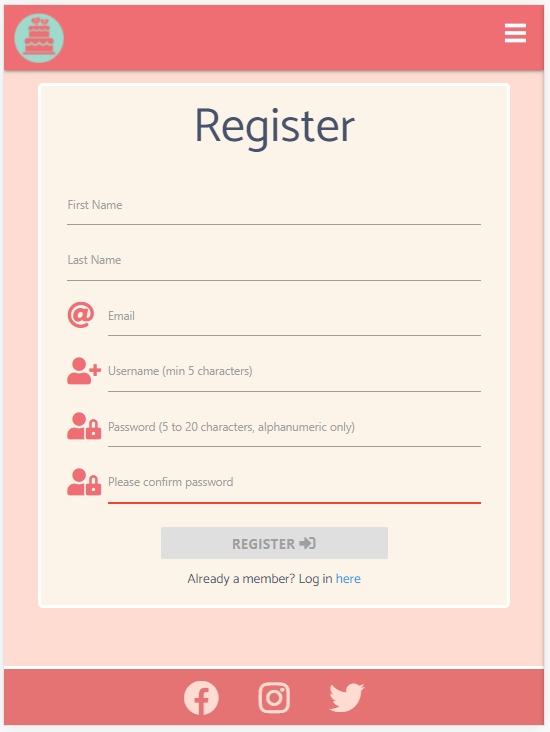 Register
First Name
Last Name
Email
Username (min 5 characters)
Password (5 to 20 characters, alphanumeric only)
Please confirm password
REGISTER
Already a member? Log in here